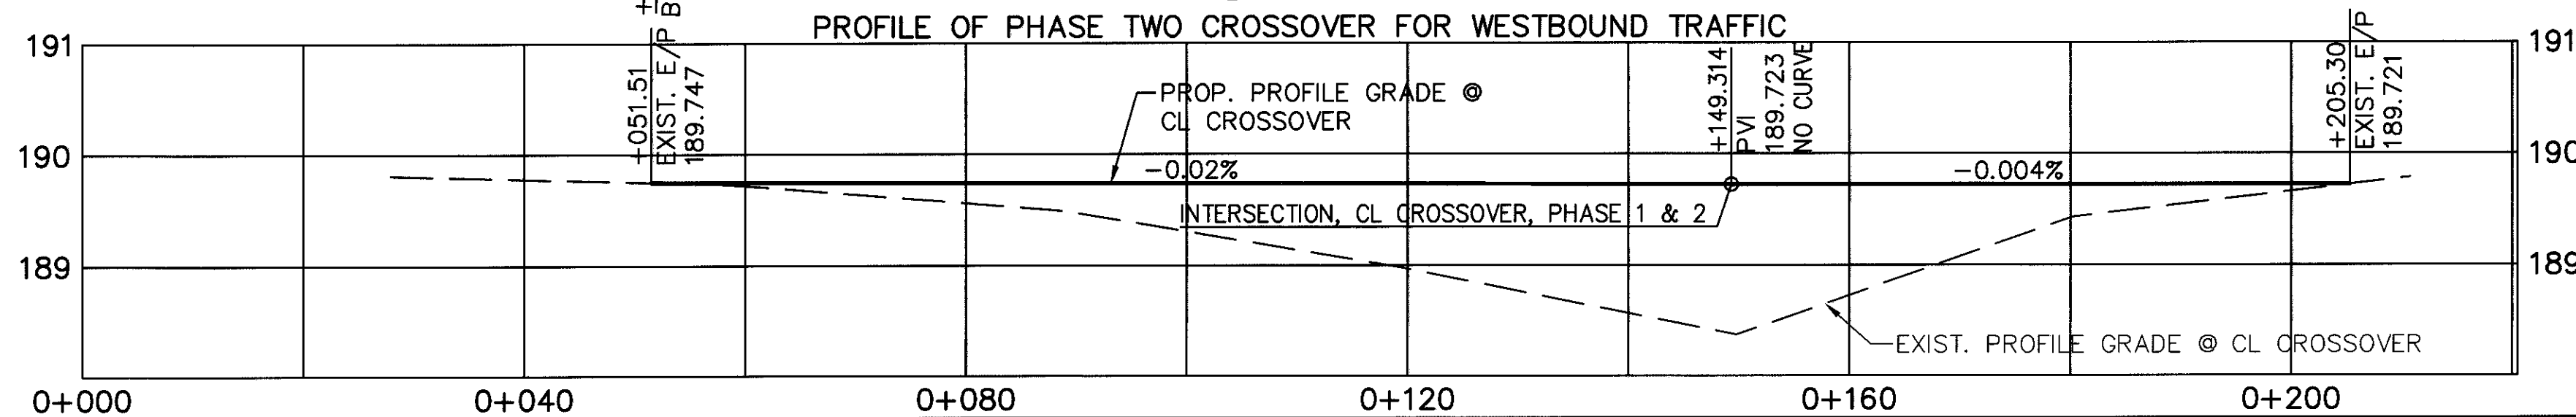 PROFILE OF PHASE TWO CROSSOVER FOR WESTBOUND TRAFFIC
191
191
+051.51
EXIST. E/P
189.747
B
PROP. PROFILE GRADE @
CL CROSSOVER
+149.314
PVI
189.723
NO CURVE
+205.30
EXIST. E/P
189.721
190
190
-0.02%
-0.004%
INTERSECTION, CL CROSSOVER, PHASE 1 & 2
189
189
EXIST. PROFILE GRADE @ CL CROSSOVER
0+000
0+040
0+080
0+120
0+160
0+200